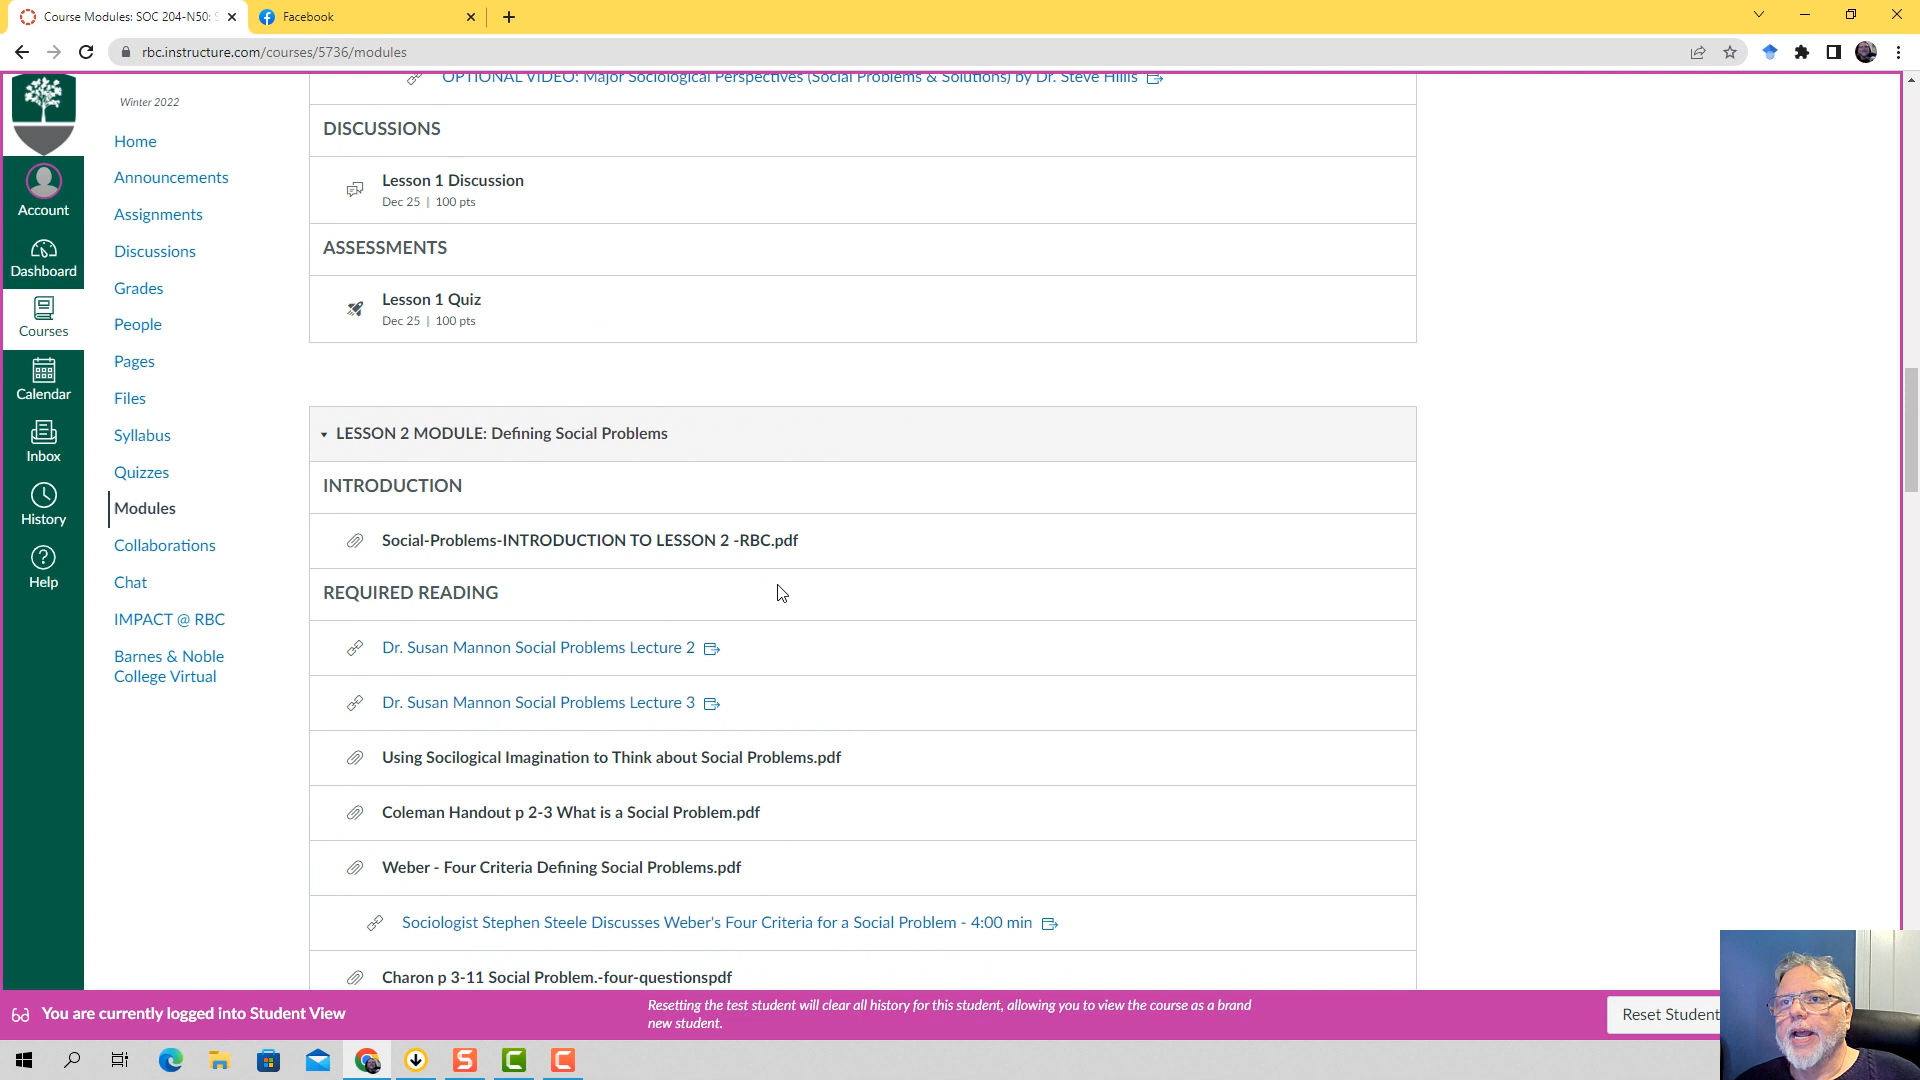 Course Modules: SOC 204-N50: S
Facebook
rbc.instructure.com/courses/5736/modules
OPTIONAL VIDEO: Major Sociological Perspectives (Social Problems & Solutions) by Dr. Steve Hillis
Winter 2022
Home
Announcements
Assignments
Discussions
Grades
People
Pages
Files
Syllabus
Quizzes
Modules
Collaborations
Chat
IMPACT @ RBC
Barnes & Noble
College Virtual
Account
Dashboard
Courses
Calendar
Inbox
History
Help
DISCUSSIONS
Lesson 1 Discussion
Dec 25 | 100 pts
ASSESSMENTS
Lesson 1 Quiz
Dec 25 | 100 pts
LESSON 2 MODULE: Defining Social Problems
INTRODUCTION
Social-Problems-INTRODUCTION TO LESSON 2 -RBC.pdf
REQUIRED READING
Dr. Susan Mannon Social Problems Lecture 2
Dr. Susan Mannon Social Problems Lecture 3
Using Socilogical Imagination to Think about Social Problems.pdf
Coleman Handout p 2-3 What is a Social Problem.pdf
Weber - Four Criteria Defining Social Problems.pdf
Sociologist Stephen Steele Discusses Weber's Four Criteria for a Social Problem - 4:00 min
Charon p 3-11 Social Problem.-four-questionspdf
You are currently logged into Student View
Resetting the test student will clear all history for this student, allowing you to view the course as a brand
new student.
Reset Student